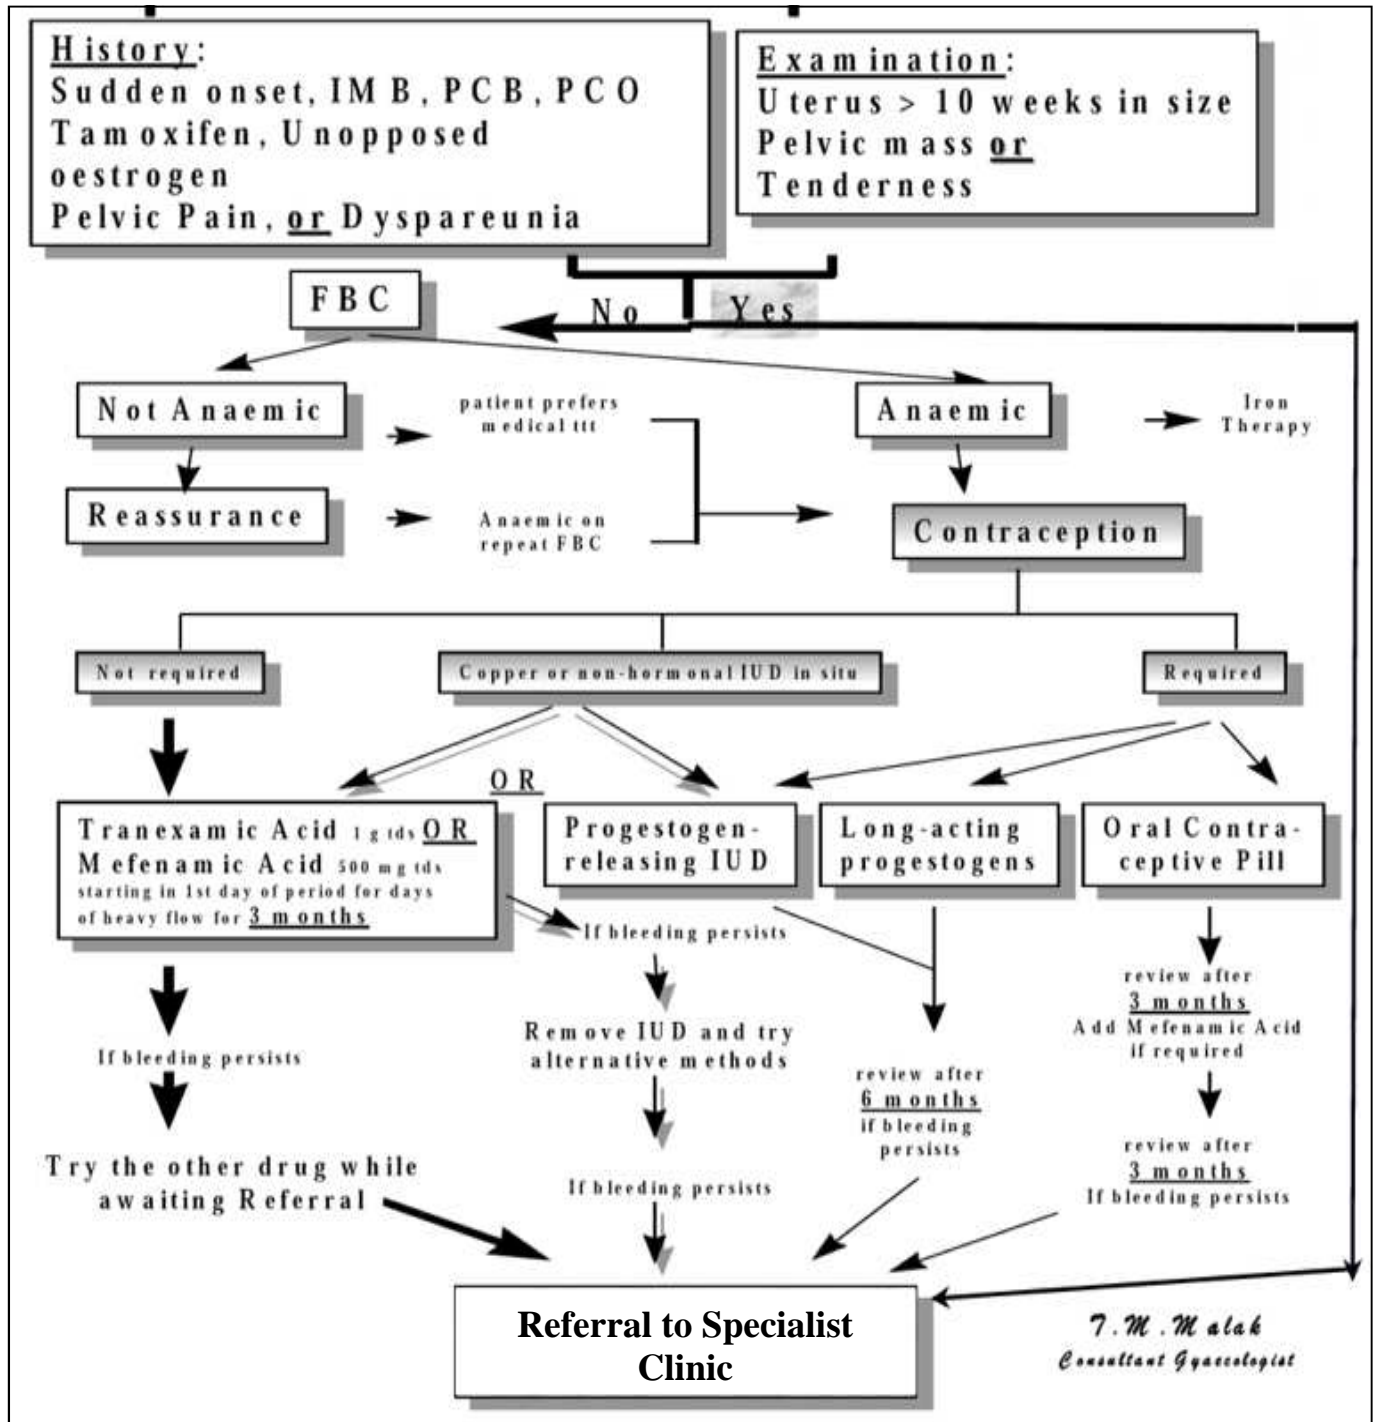 History:
Sudden onset, IMB, PCB, PCO
Tamoxifen, Unopposed
oestrogen
Pelvic Pain, or Dyspareunia
Examination:
Uterus > 10 weeks in size
Pelvic mass or
Tenderness
FBC
No
Yes
Not Anaemic
patient prefers
medical ttt
Anaemic
Iron
Therapy
Reassurance
Anaemic on
repeat FBC
Contraception
Not required
Copper or non-hormonal IUD in situ
Required
OR
Tranexamic Acid 1 g tds OR
Mefenamic Acid 500 mg tds
starting in 1st day of period for days
of heavy flow for 3 months
Progestogen-
releasing IUD
Long-acting
progestogens
Oral Contra-
ceptive Pill
If bleeding persists
Remove IUD and try
alternative methods
If bleeding persists
If bleeding persists
Try the other drug while
awaiting Referral
review after
6 months
if bleeding
persists
review after
3 months
Add Mefenamic Acid
if required
review after
3 months
If bleeding persists
Referral to Specialist
Clinic
T.M.Malak
Consultant Gyaecologist